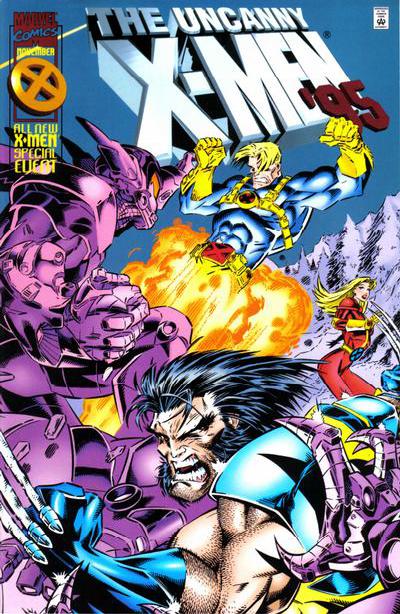 MARVEL
COMICS
NOVEMBER
ALL NEW
X-MEN
SPECIAL
EVENT
THE UNCANNY
X-MEN®
'95